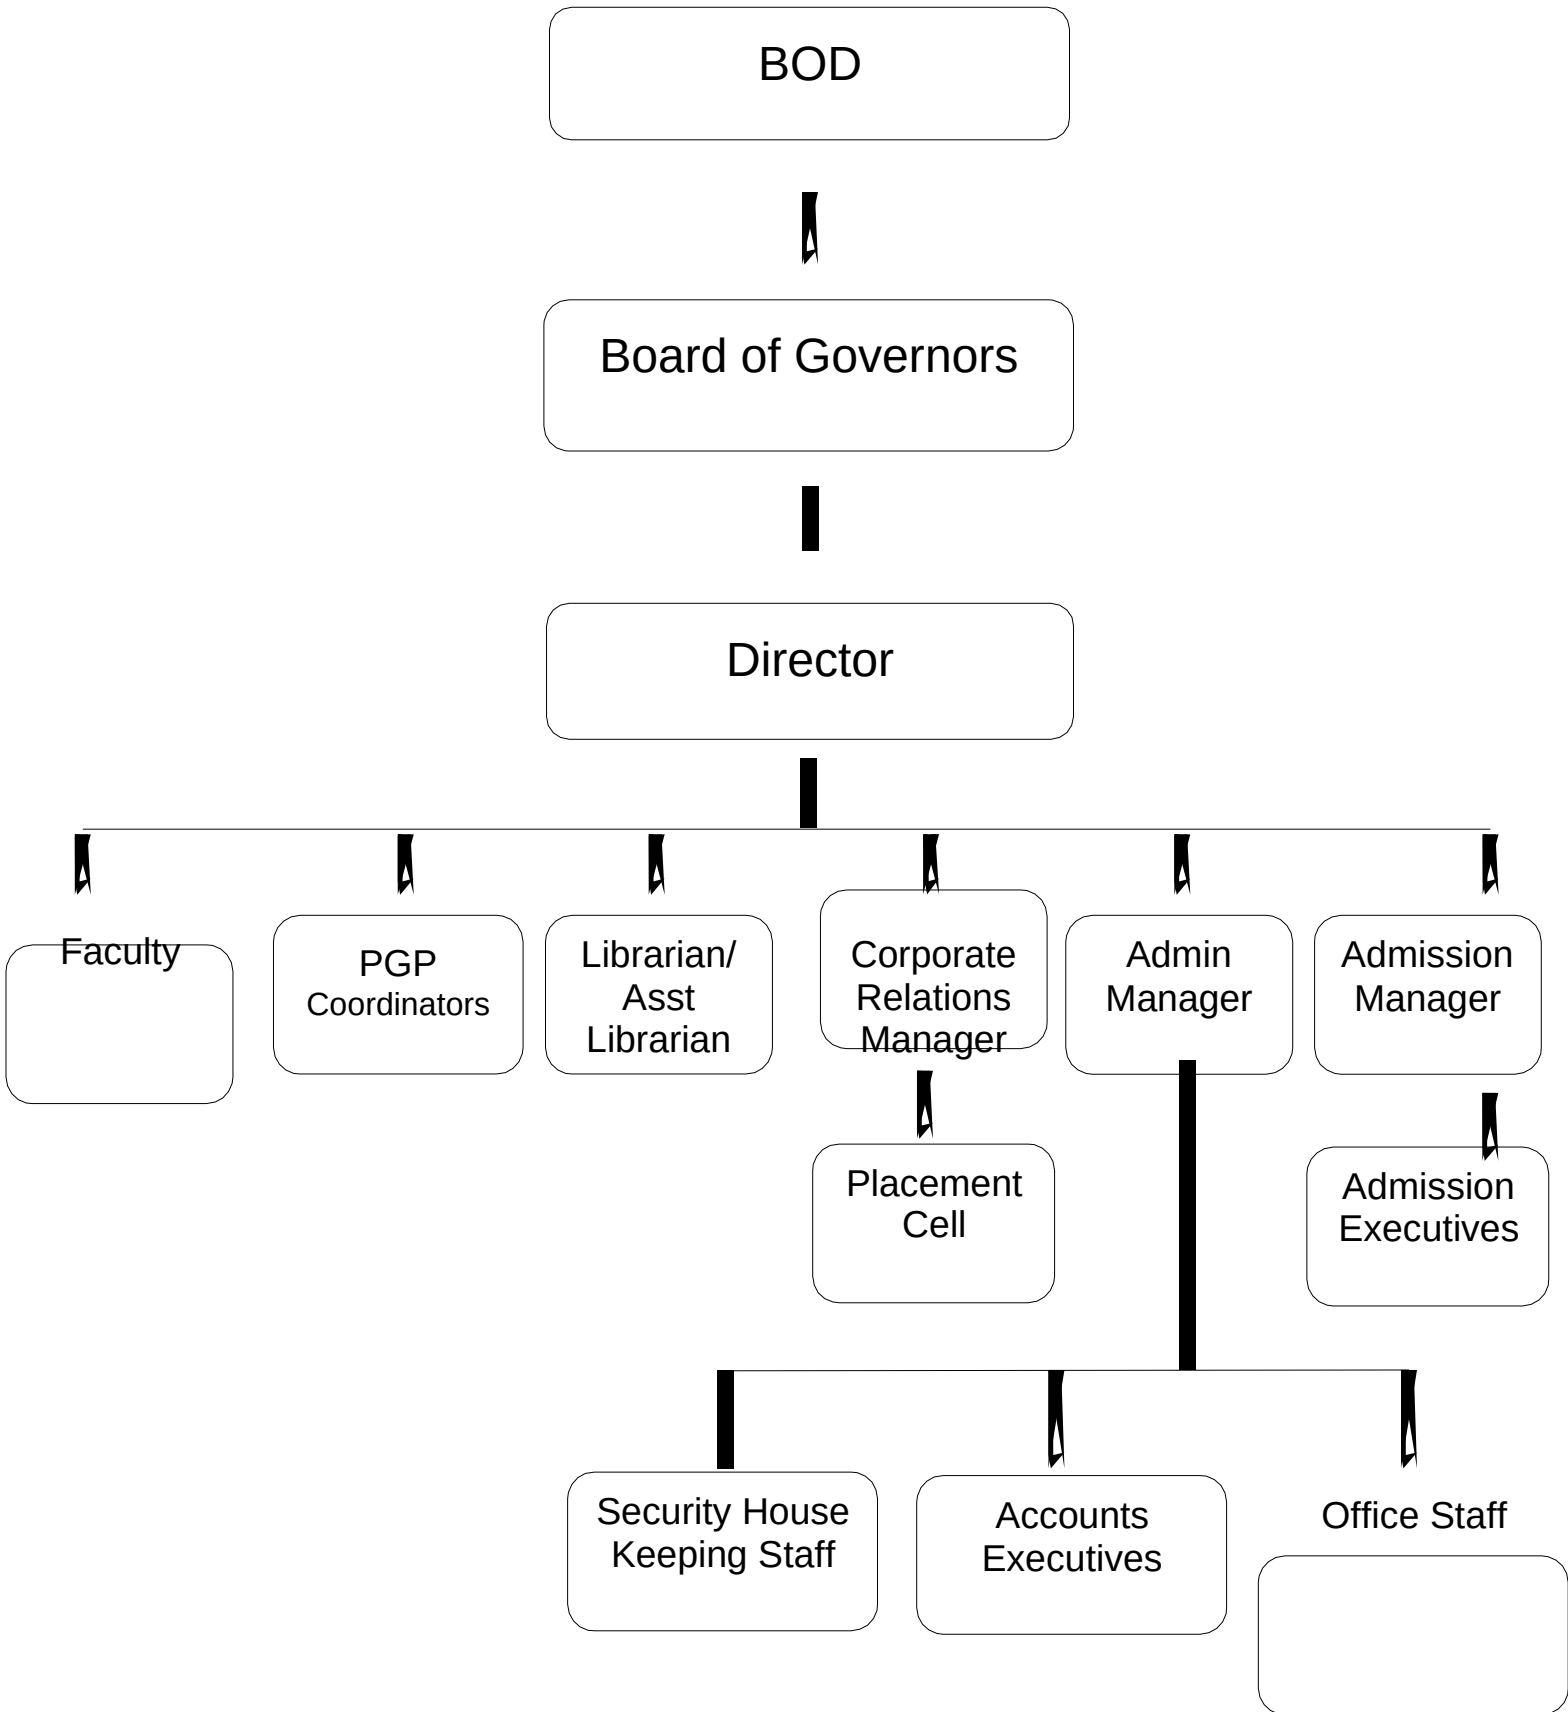 BOD
Board of Governors
Director
Faculty
PGP
Coordinators
Librarian/
Asst
Librarian
Corporate
Relations
Manager
Admin
Manager
Admission
Manager
Placement
Cell
Admission
Executives
Security House
Keeping Staff
Accounts
Executives
Office Staff